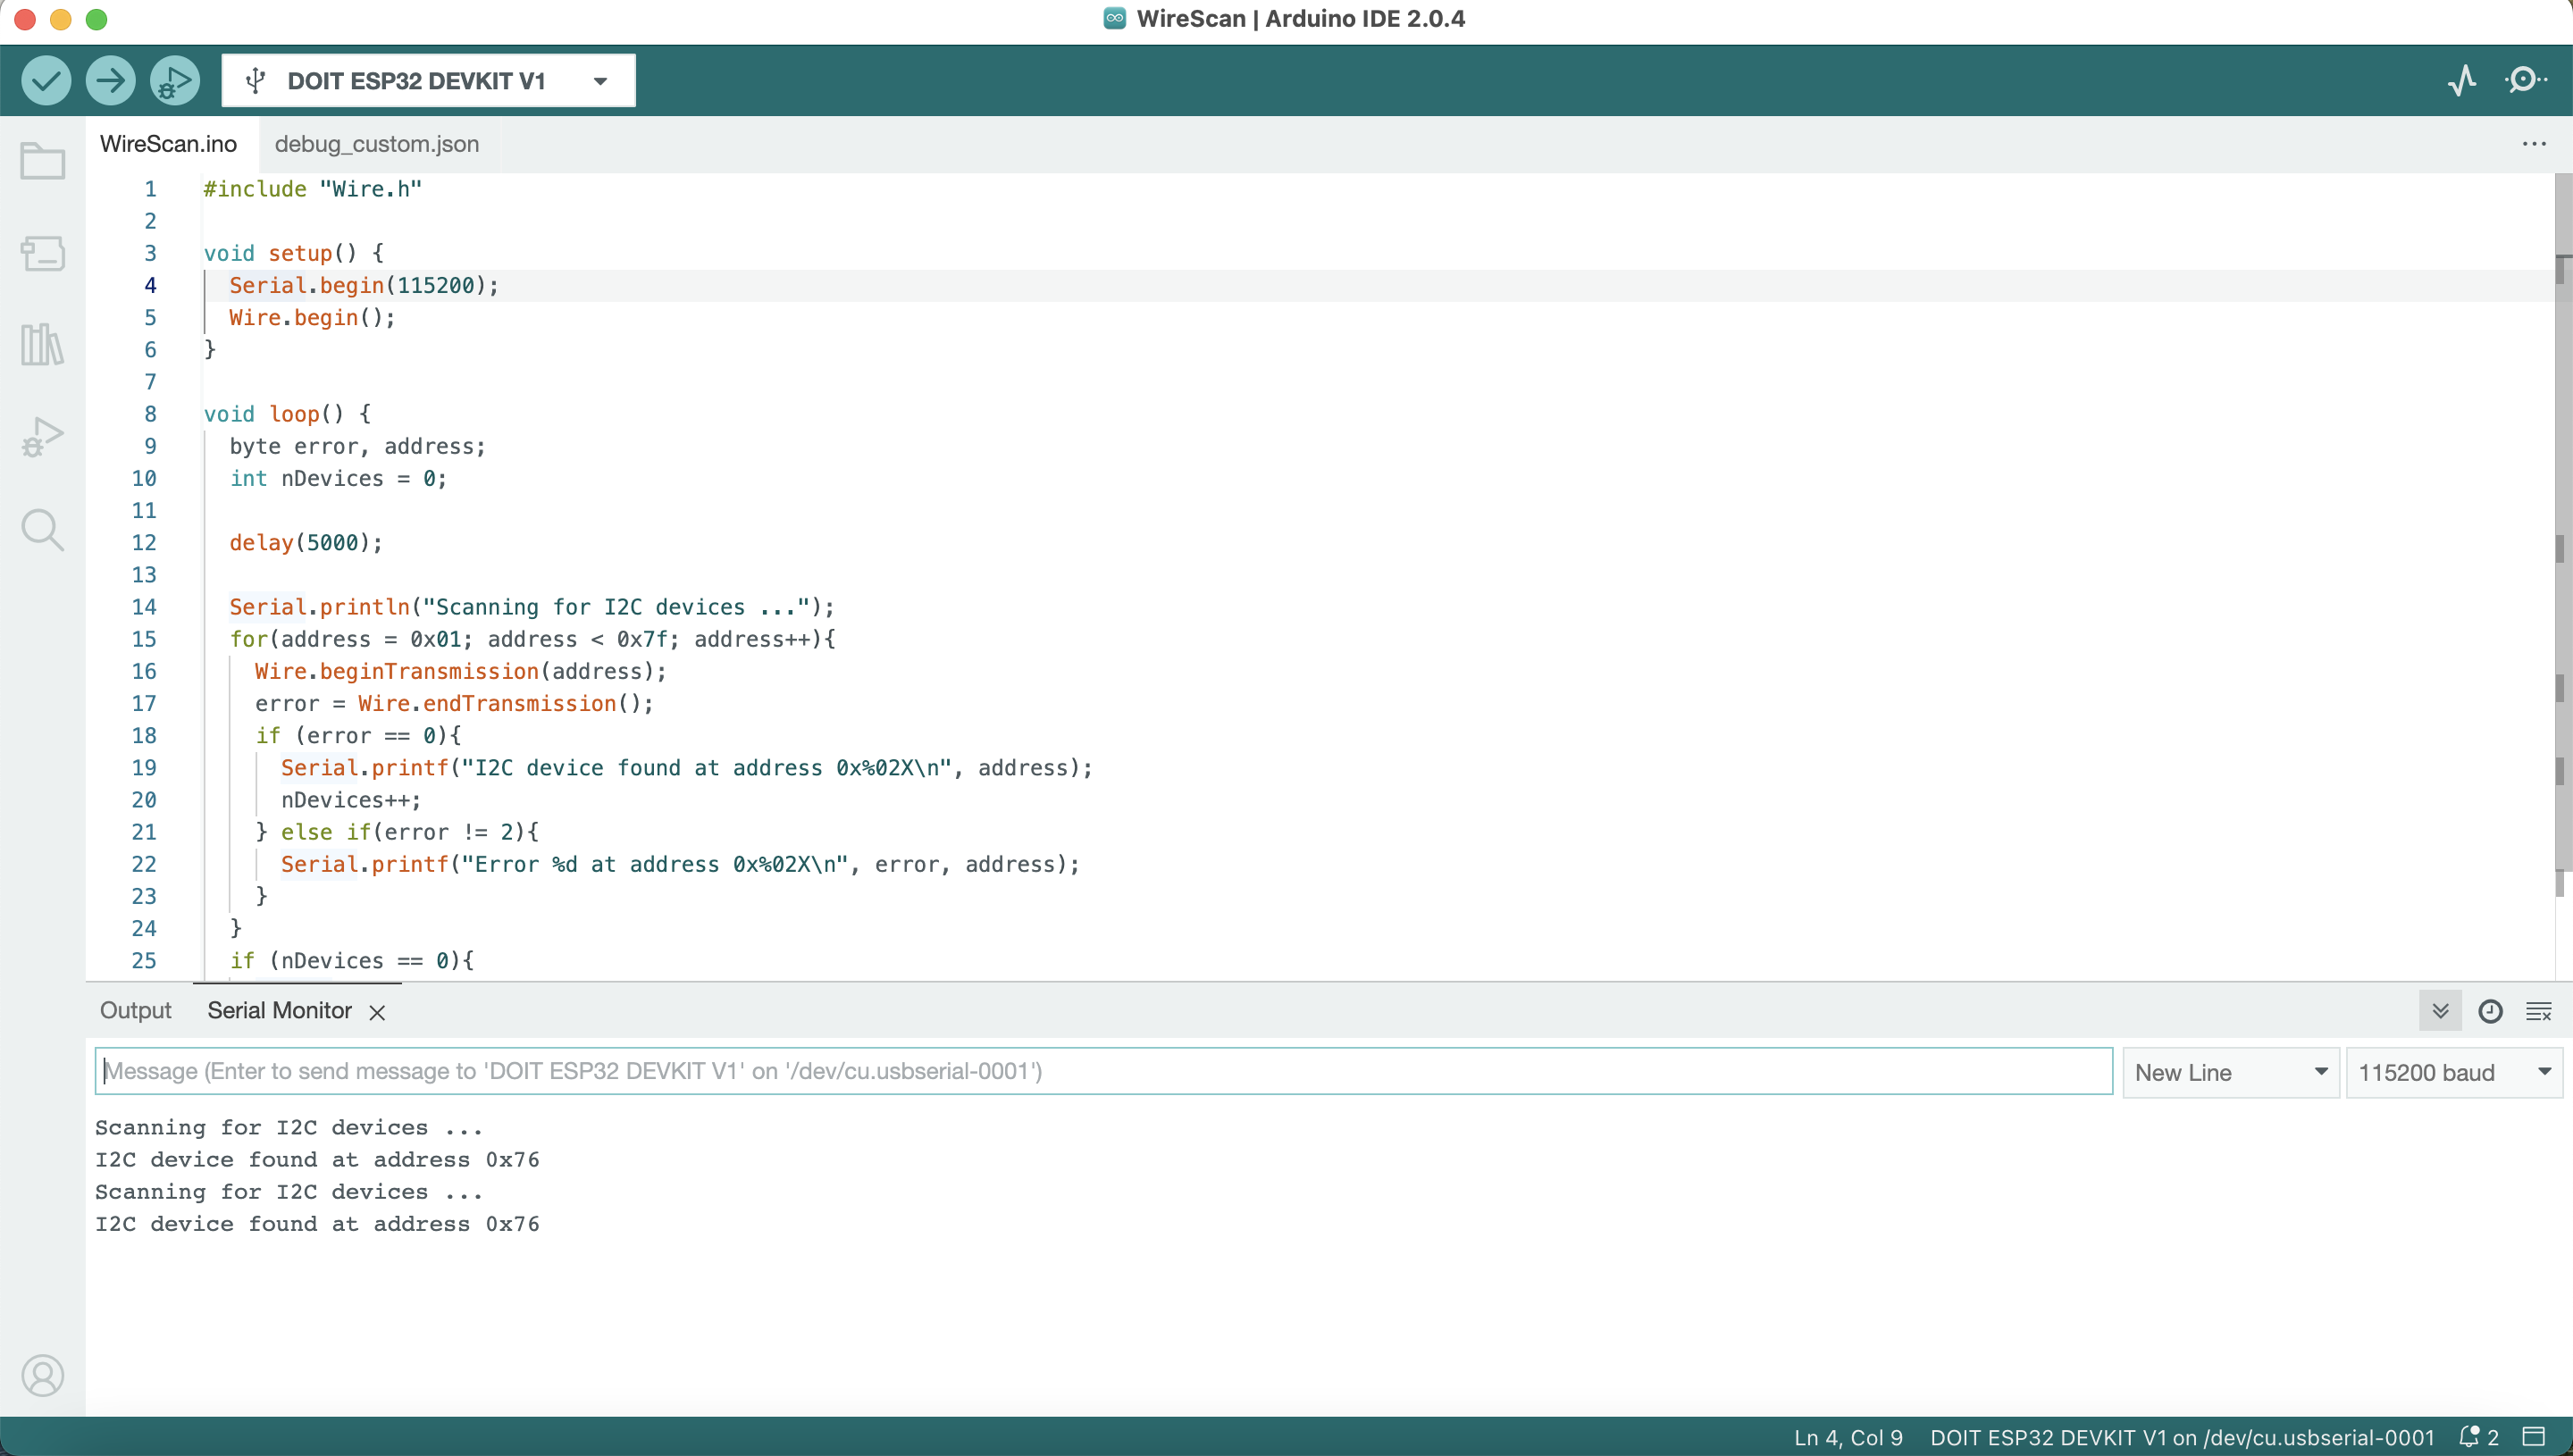 WireScan | Arduino IDE 2.0.4
DOIT ESP32 DEVKIT V1
WireScan.ino debug_custom.json
1 #include "Wire.h"
2
3 void setup() {
4 Serial.begin(115200);
5 Wire.begin();
6 }
7
8 void loop() {
9 byte error, address;
10 int nDevices = 0;
11
12 delay(5000);
13
14 Serial.println("Scanning for I2C devices ...");
15 for(address = 0x01; address < 0x7f; address++){
16 Wire.beginTransmission(address);
17 error = Wire.endTransmission();
18 if (error == 0){
19 Serial.printf("I2C device found at address 0x%02X\n", address);
20 nDevices++;
21 } else if(error != 2){
22 Serial.printf("Error %d at address 0x%02X\n", error, address);
23 }
24 }
25 if (nDevices == 0){
Output Serial Monitor
Message (Enter to send message to 'DOIT ESP32 DEVKIT V1' on '/dev/cu.usbserial-0001') New Line 115200 baud
Scanning for I2C devices ...
I2C device found at address 0x76
Scanning for I2C devices ...
I2C device found at address 0x76
Ln 4, Col 9 DOIT ESP32 DEVKIT V1 on /dev/cu.usbserial-0001 2